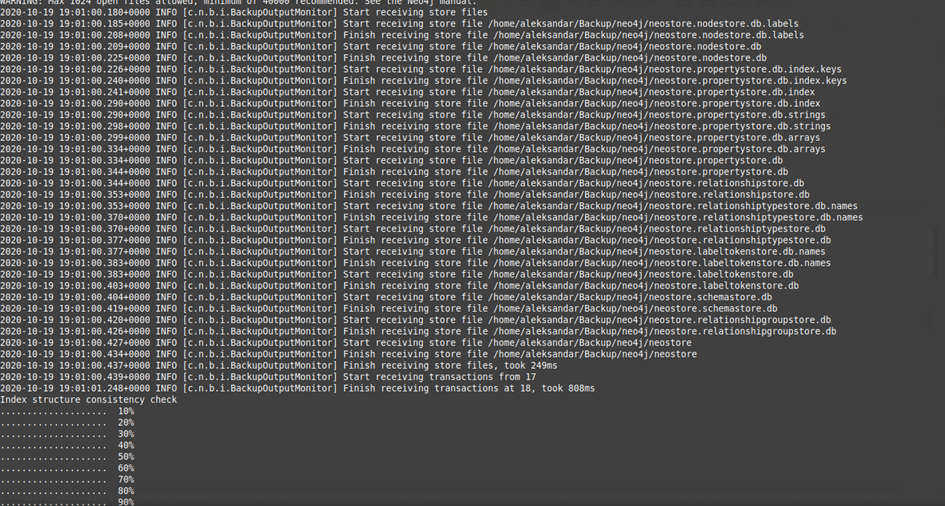 WARNING: Max 1024 open files allowed, minimum of 40000 recommended. See the Neo4j manual.
2020-10-19 19:01:00.180+0000 INFO [c.n.b.i.BackupOutputMonitor] Start receiving store files
2020-10-19 19:01:00.185+0000 INFO [c.n.b.i.BackupOutputMonitor] Start receiving store file /home/aleksandar/Backup/neo4j/neostore.nodestore.db.labels
2020-10-19 19:01:00.208+0000 INFO [c.n.b.i.BackupOutputMonitor] Finish receiving store file /home/aleksandar/Backup/neo4j/neostore.nodestore.db.labels
2020-10-19 19:01:00.209+0000 INFO [c.n.b.i.BackupOutputMonitor] Start receiving store file /home/aleksandar/Backup/neo4j/neostore.nodestore.db
2020-10-19 19:01:00.225+0000 INFO [c.n.b.i.BackupOutputMonitor] Finish receiving store file /home/aleksandar/Backup/neo4j/neostore.nodestore.db
2020-10-19 19:01:00.226+0000 INFO [c.n.b.i.BackupOutputMonitor] Start receiving store file /home/aleksandar/Backup/neo4j/neostore.propertystore.db.index.keys
2020-10-19 19:01:00.240+0000 INFO [c.n.b.i.BackupOutputMonitor] Finish receiving store file /home/aleksandar/Backup/neo4j/neostore.propertystore.db.index.keys
2020-10-19 19:01:00.241+0000 INFO [c.n.b.i.BackupOutputMonitor] Start receiving store file /home/aleksandar/Backup/neo4j/neostore.propertystore.db.index
2020-10-19 19:01:00.290+0000 INFO [c.n.b.i.BackupOutputMonitor] Finish receiving store file /home/aleksandar/Backup/neo4j/neostore.propertystore.db.index
2020-10-19 19:01:00.290+0000 INFO [c.n.b.i.BackupOutputMonitor] Start receiving store file /home/aleksandar/Backup/neo4j/neostore.propertystore.db.strings
2020-10-19 19:01:00.298+0000 INFO [c.n.b.i.BackupOutputMonitor] Finish receiving store file /home/aleksandar/Backup/neo4j/neostore.propertystore.db.strings
2020-10-19 19:01:00.299+0000 INFO [c.n.b.i.BackupOutputMonitor] Start receiving store file /home/aleksandar/Backup/neo4j/neostore.propertystore.db.arrays
2020-10-19 19:01:00.334+0000 INFO [c.n.b.i.BackupOutputMonitor] Finish receiving store file /home/aleksandar/Backup/neo4j/neostore.propertystore.db.arrays
2020-10-19 19:01:00.334+0000 INFO [c.n.b.i.BackupOutputMonitor] Start receiving store file /home/aleksandar/Backup/neo4j/neostore.propertystore.db
2020-10-19 19:01:00.344+0000 INFO [c.n.b.i.BackupOutputMonitor] Finish receiving store file /home/aleksandar/Backup/neo4j/neostore.propertystore.db
2020-10-19 19:01:00.344+0000 INFO [c.n.b.i.BackupOutputMonitor] Start receiving store file /home/aleksandar/Backup/neo4j/neostore.relationshipstore.db
2020-10-19 19:01:00.353+0000 INFO [c.n.b.i.BackupOutputMonitor] Finish receiving store file /home/aleksandar/Backup/neo4j/neostore.relationshipstore.db
2020-10-19 19:01:00.353+0000 INFO [c.n.b.i.BackupOutputMonitor] Start receiving store file /home/aleksandar/Backup/neo4j/neostore.relationshiptypestore.db.names
2020-10-19 19:01:00.370+0000 INFO [c.n.b.i.BackupOutputMonitor] Finish receiving store file /home/aleksandar/Backup/neo4j/neostore.relationshiptypestore.db.names
2020-10-19 19:01:00.370+0000 INFO [c.n.b.i.BackupOutputMonitor] Start receiving store file /home/aleksandar/Backup/neo4j/neostore.relationshiptypestore.db
2020-10-19 19:01:00.377+0000 INFO [c.n.b.i.BackupOutputMonitor] Finish receiving store file /home/aleksandar/Backup/neo4j/neostore.relationshiptypestore.db
2020-10-19 19:01:00.377+0000 INFO [c.n.b.i.BackupOutputMonitor] Start receiving store file /home/aleksandar/Backup/neo4j/neostore.labeltokenstore.db.names
2020-10-19 19:01:00.383+0000 INFO [c.n.b.i.BackupOutputMonitor] Finish receiving store file /home/aleksandar/Backup/neo4j/neostore.labeltokenstore.db.names
2020-10-19 19:01:00.383+0000 INFO [c.n.b.i.BackupOutputMonitor] Start receiving store file /home/aleksandar/Backup/neo4j/neostore.labeltokenstore.db
2020-10-19 19:01:00.403+0000 INFO [c.n.b.i.BackupOutputMonitor] Finish receiving store file /home/aleksandar/Backup/neo4j/neostore.labeltokenstore.db
2020-10-19 19:01:00.404+0000 INFO [c.n.b.i.BackupOutputMonitor] Start receiving store file /home/aleksandar/Backup/neo4j/neostore.schemastore.db
2020-10-19 19:01:00.419+0000 INFO [c.n.b.i.BackupOutputMonitor] Finish receiving store file /home/aleksandar/Backup/neo4j/neostore.schemastore.db
2020-10-19 19:01:00.420+0000 INFO [c.n.b.i.BackupOutputMonitor] Start receiving store file /home/aleksandar/Backup/neo4j/neostore.relationshipgroupstore.db
2020-10-19 19:01:00.426+0000 INFO [c.n.b.i.BackupOutputMonitor] Finish receiving store file /home/aleksandar/Backup/neo4j/neostore.relationshipgroupstore.db
2020-10-19 19:01:00.427+0000 INFO [c.n.b.i.BackupOutputMonitor] Start receiving store file /home/aleksandar/Backup/neo4j/neostore
2020-10-19 19:01:00.434+0000 INFO [c.n.b.i.BackupOutputMonitor] Finish receiving store file /home/aleksandar/Backup/neo4j/neostore
2020-10-19 19:01:00.437+0000 INFO [c.n.b.i.BackupOutputMonitor] Finish receiving store files, took 249ms
2020-10-19 19:01:00.439+0000 INFO [c.n.b.i.BackupOutputMonitor] Start receiving transactions from 17
2020-10-19 19:01:01.248+0000 INFO [c.n.b.i.BackupOutputMonitor] Finish receiving transactions at 18, took 808ms
Index structure consistency check
.................... 10%
.................... 20%
.................... 30%
.................... 40%
.................... 50%
.................... 60%
.................... 70%
.................... 80%
.................... 90%